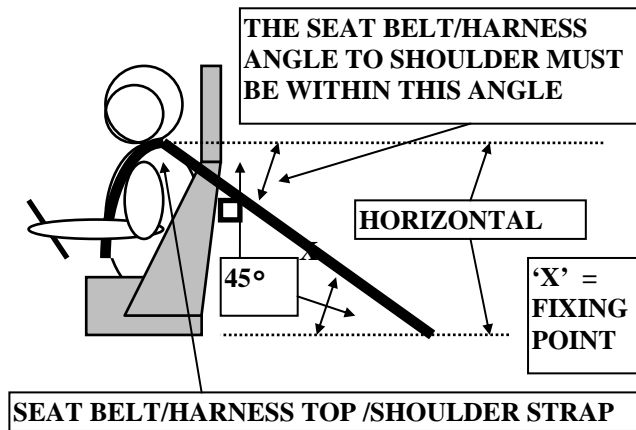 THE SEAT BELT/HARNESS
ANGLE TO SHOULDER MUST
BE WITHIN THIS ANGLE
HORIZONTAL
X
45°
‘X’ =
FIXING
POINT
SEAT BELT/HARNESS TOP /SHOULDER STRAP